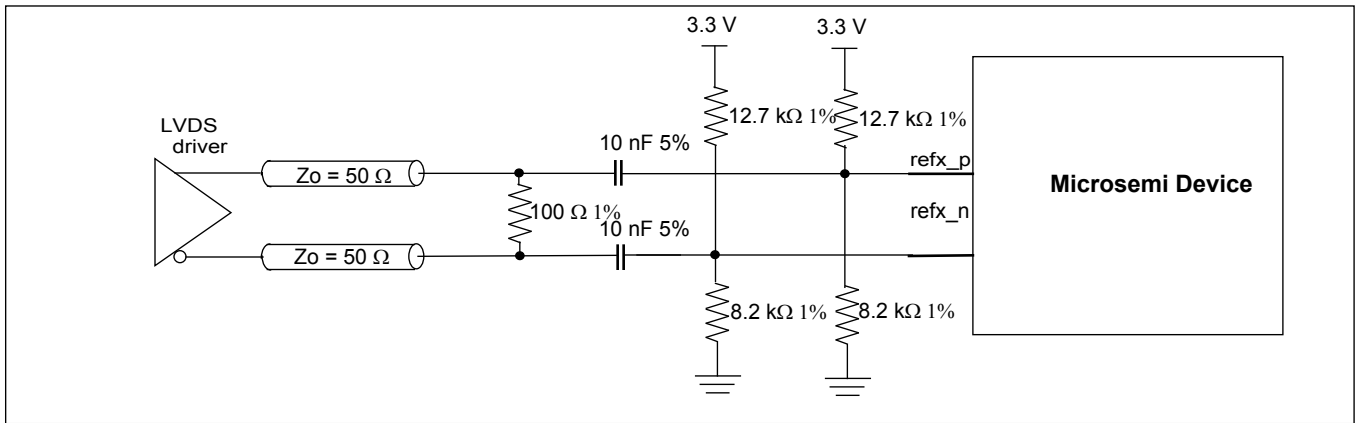 3.3 V
3.3 V
12.7 kΩ 1%
12.7 kΩ 1%
LVDS
driver
10 nF 5%
Zo = 50 Ω
refx_p
Microsemi Device
100 Ω 1%
refx_n
10 nF 5%
Zo = 50 Ω
8.2 kΩ 1%
8.2 kΩ 1%